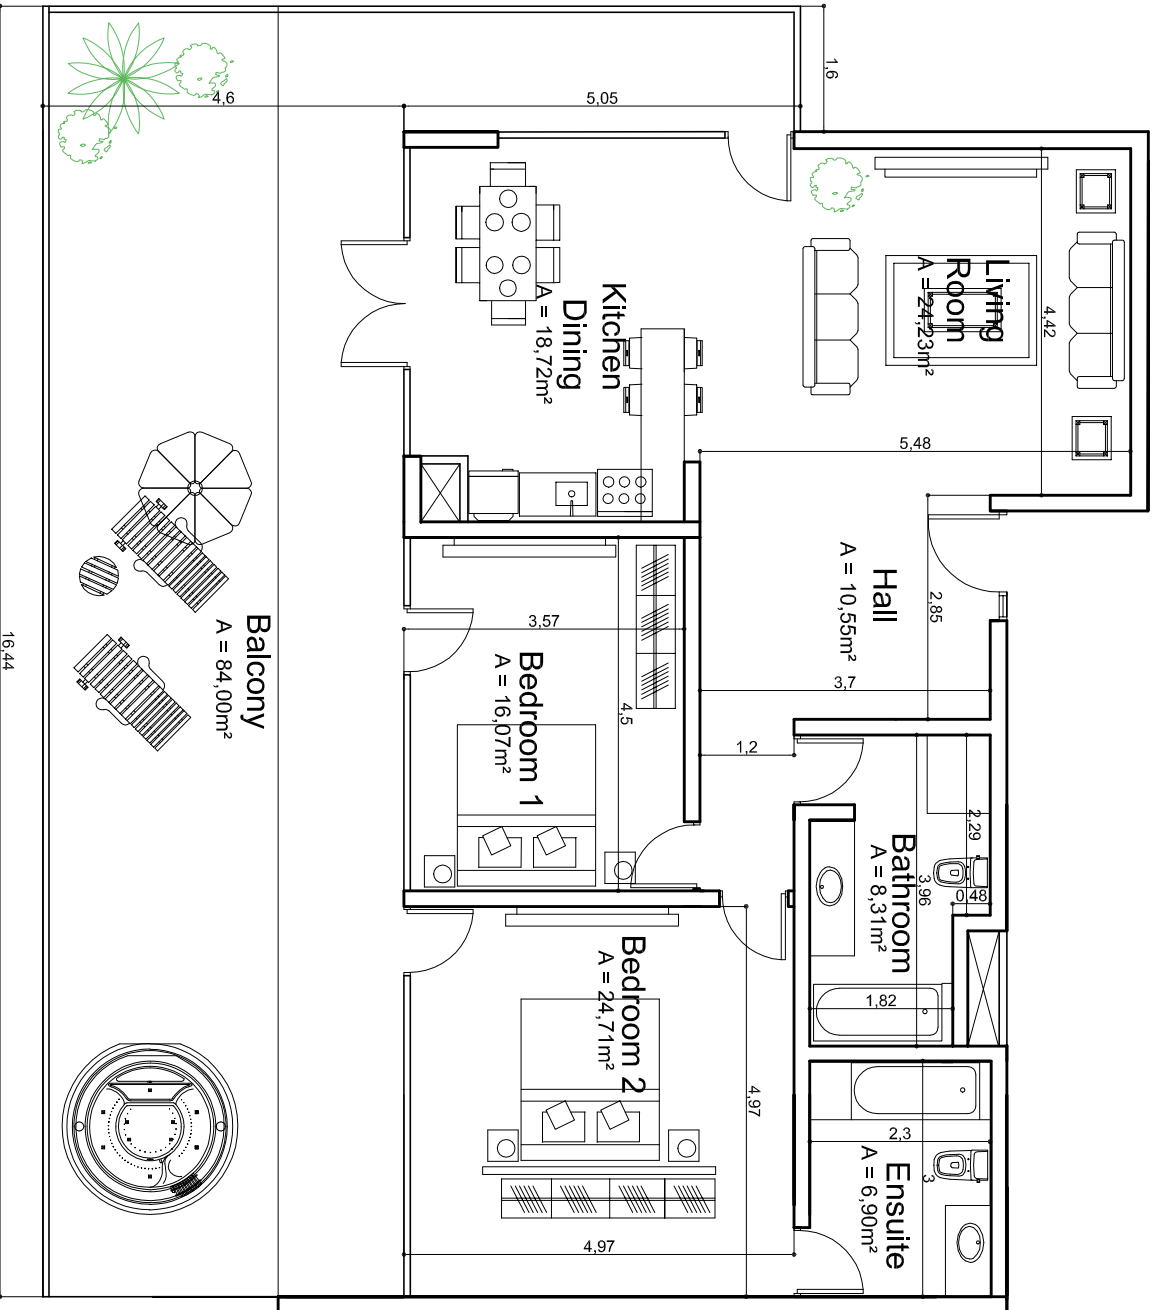 1,6
4,6
5,05
Living
Room
A = 24,23m²
4,42
Kitchen
Dining
A = 18,72m²
5,48
Hall
A = 10,55m²
2,85
3,7
1,2
3,57
4,5
Bedroom 1
A = 16,07m²
Balcony
A = 84,00m²
16,44
Bathroom
A = 8,31m²
2,29
3,96
0,48
1,82
Bedroom 2
A = 24,71m²
4,97
4,97
Ensuite
A = 6,90m²
2,3
3